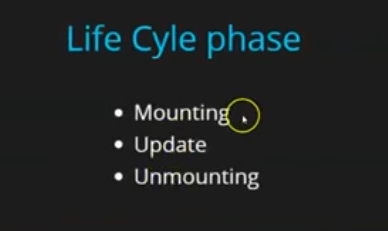 Life Cyle phase
• Mounting
• Update
• Unmounting